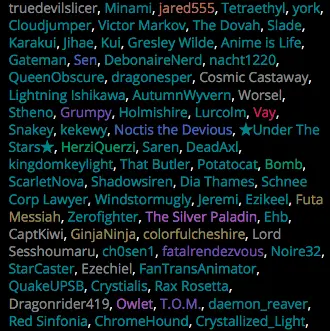 truedevilslicer, Minami, jared555, Tetraethyl, york,
Cloudjumper, Victor Markov, The Dovah, Slade,
Karakui, Jihae, Kui, Gresley Wilde, Anime is Life,
Gateman, Sen, DebonaireNerd, nacht1220,
QueenObscure, dragonesper, Cosmic Castaway,
Lightning Ishikawa, AutumnWyvern, Worsel,
Stheno, Grumpy, Holmishire, Lurcolm, Vay,
Snakey, kekewy, Noctis the Devious, ★Under The
Stars★, HerziQuerzi, Saren, DeadAxl,
kingdomkeylight, That Butler, Potatocat, Bomb,
ScarletNova, Shadowsiren, Dia Thames, Schnee
Corp Lawyer, Windstormugly, Jeremi, Ezikeel, Futa
Messiah, Zerofighter, The Silver Paladin, Ehb,
CaptKiwi, GinjaNinja, colorfulcheshire, Lord
Sesshoumaru, ch0sen1, fatalrendezvous, Noire32,
StarCaster, Ezechiel, FanTransAnimator,
QuakeUPSB, Crystialis, Rax Rosetta,
Dragonrider419, Owlet, T.O.M., daemon_reaver,
Red Sinfonia, ChromeHound, Crystallized_Light,